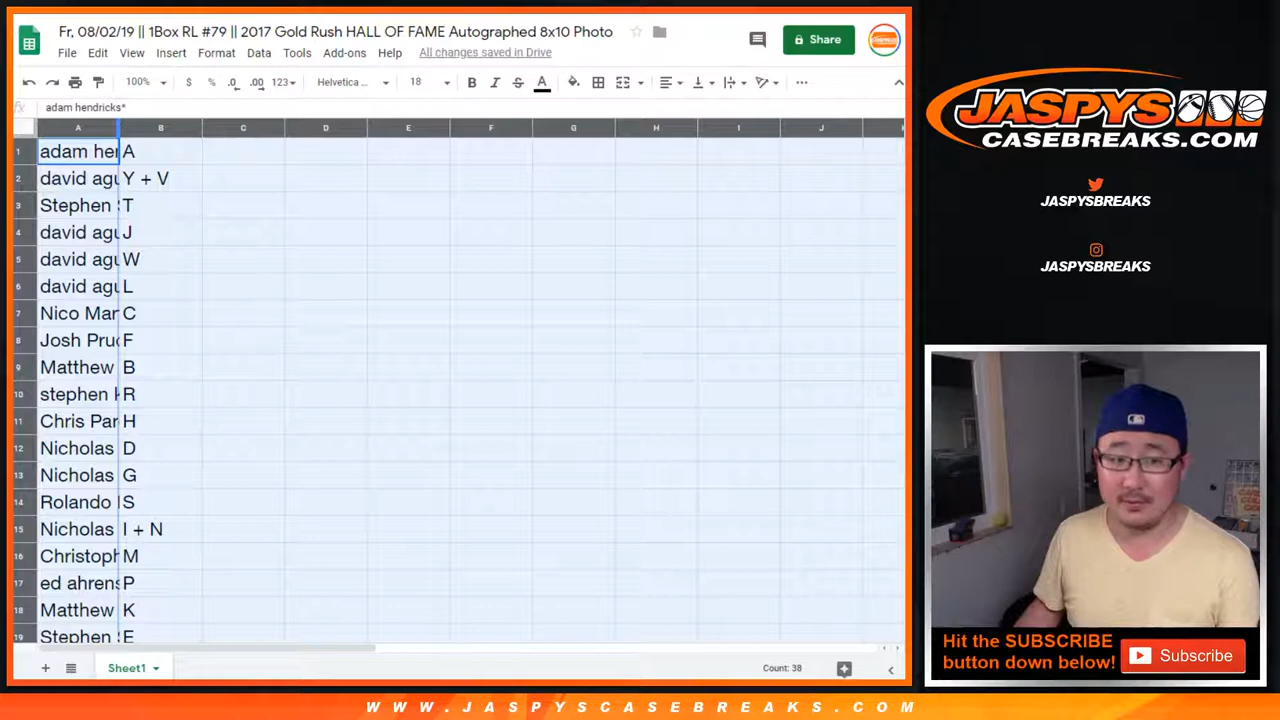 Fr, 08/02/19 || 1Box RL #79 || 2017 Gold Rush HALL OF FAME Autographed 8x10 Photo
Share
File Edit View Insert Format Data Tools Add-ons Help All changes saved in Drive
100% $ % .0 .00 123 Helvetica ... 18 B I S A
fx adam hendricks*
A B C D E F G H I J
1 adam her A
2 david agu Y + V
3 Stephen T
4 david agu J
5 david agu W
6 david agu L
7 Nico Mar C
8 Josh Pruc F
9 Matthew B
10 stephen R
11 Chris Par H
12 Nicholas D
13 Nicholas G
14 Rolando S
15 Nicholas I + N
16 Christoph M
17 ed ahrens P
18 Matthew K
19 Stephen E
Sheet1
Count: 38
JASPYS
CASEBREAKS.COM
JASPYSBREAKS
JASPYSBREAKS
Hit the SUBSCRIBE
button down below!
Subscribe
WWW.JASPYSCASEBREAKS.COM